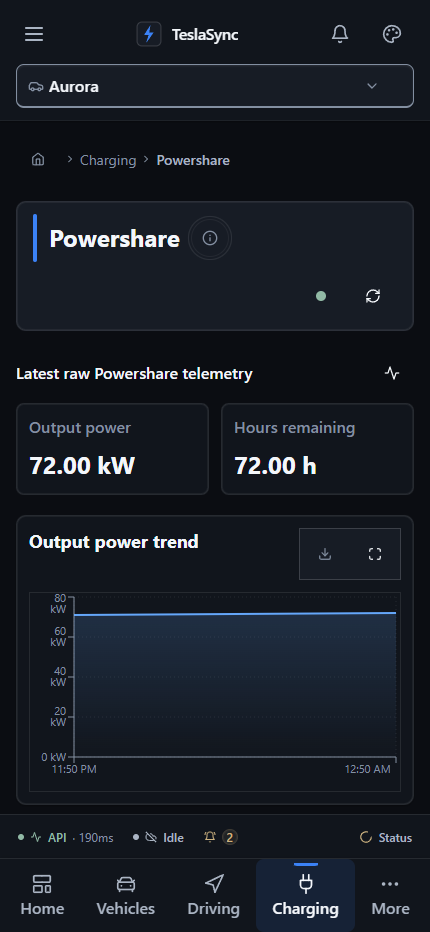 TeslaSync
Aurora
Charging
Powershare
Powershare
Latest raw Powershare telemetry
Output power
72.00 kW
Hours remaining
72.00 h
Output power trend
80
kW
60
kW
40
kW
20
kW
0 kW
11:50 PM
12:50 AM
API · 190ms
Idle
2
Status
Home
Vehicles
Driving
Charging
More